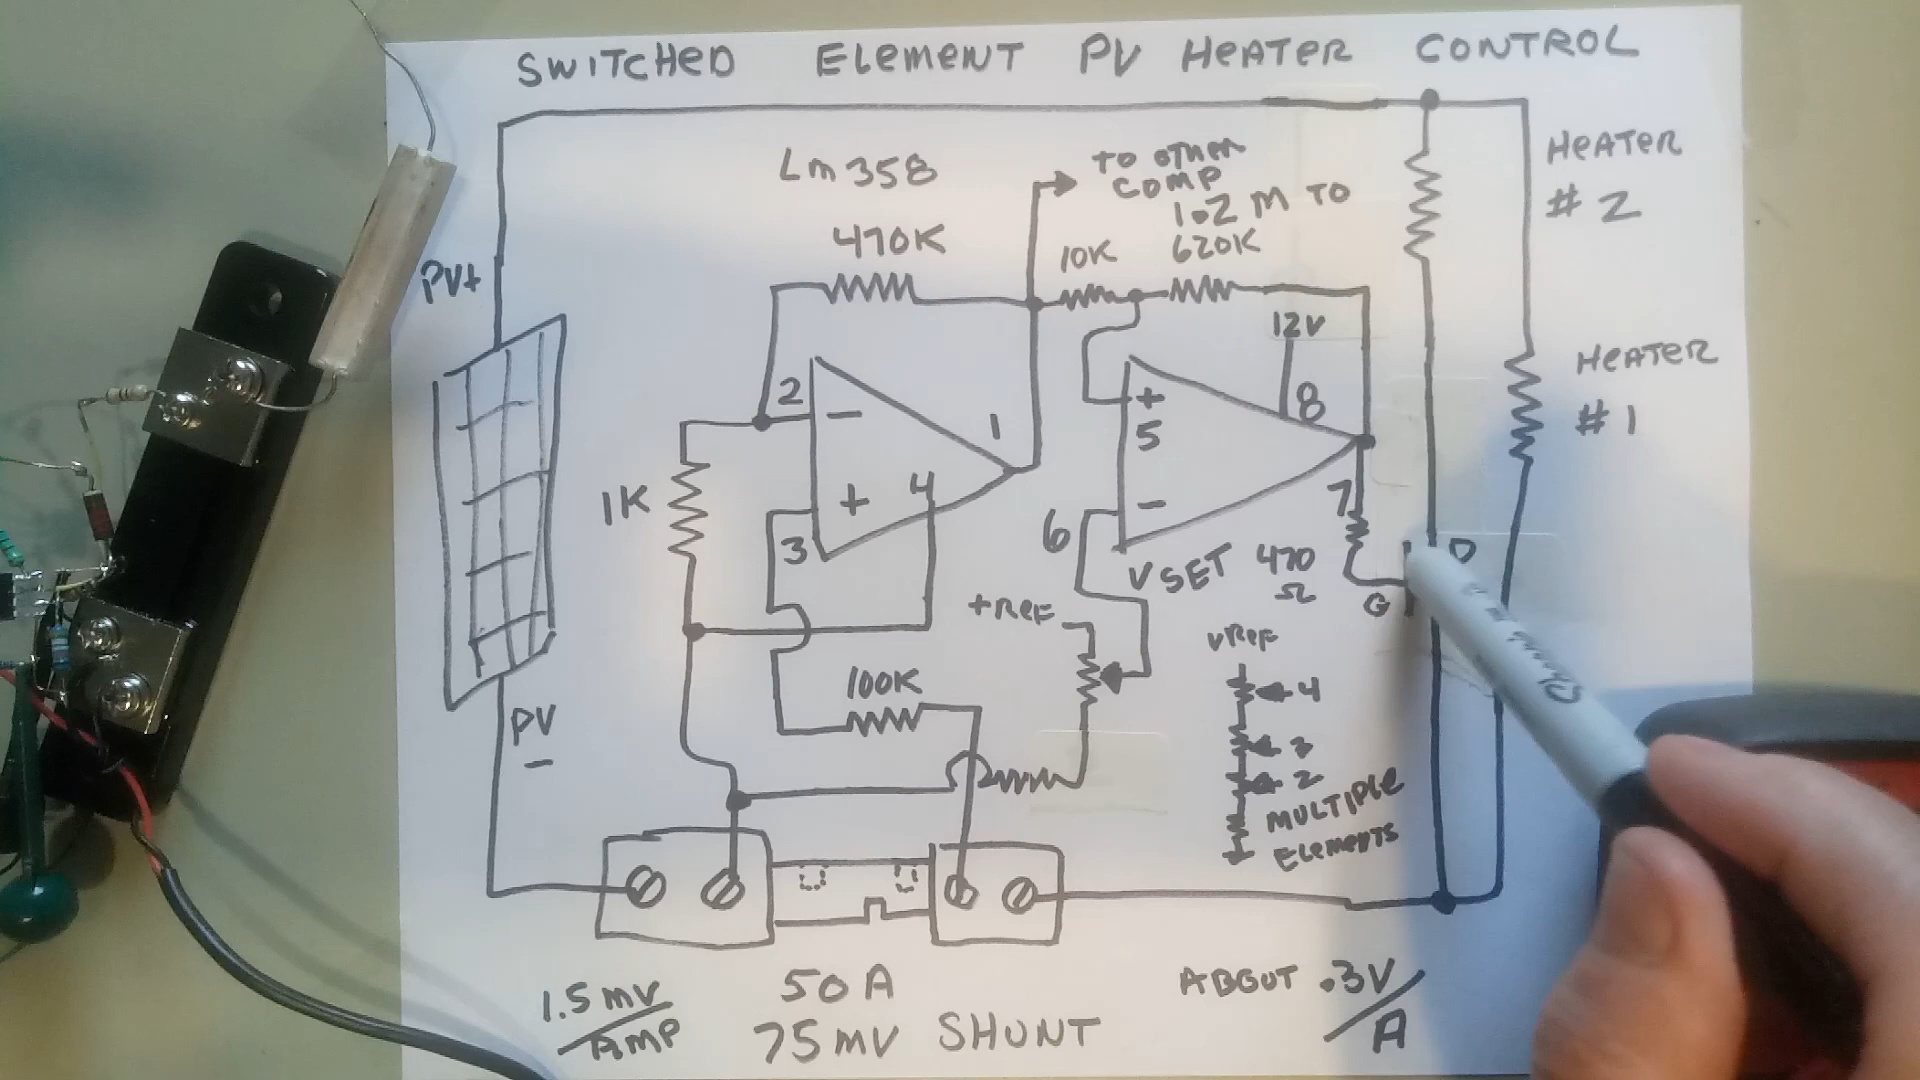 SWITCHED ELEMENT PV HEATER CONTROL
Lm358
TO OTHER
COMP
1.2 M TO
620K
10K
470K
HEATER
# 2
PV+
12V
HEATER
# 1
2
-
1
+
5
8
1K
+
4
3
6
-
7
VSET
470
Ω
D
G
+REF
VREF
100K
4
3
2
MULTIPLE
ELEMENTS
PV
-
1.5 mV
/AMP
50 A
75 MV SHUNT
ABOUT .3V
/A